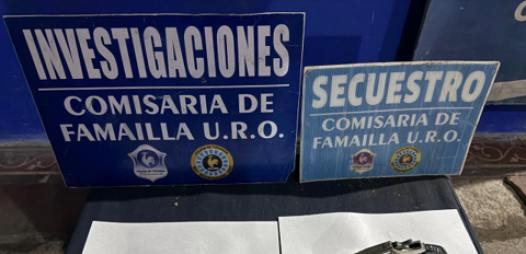 INVESTIGACIONES
COMISARIA DE
FAMAILLA U.R.O.
SECUESTRO
COMISARIA DE
FAMAILLA U.R.O.